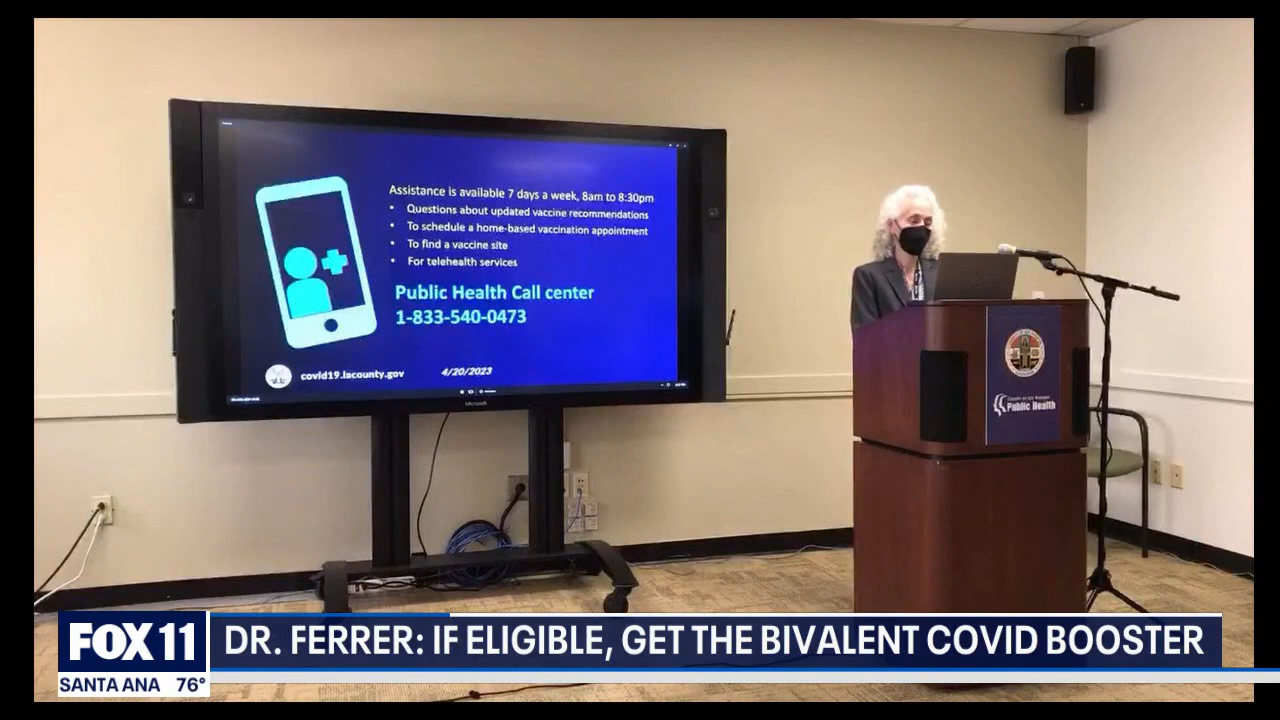 Assistance is available 7 days a week, 8am to 8:30pm
• Questions about updated vaccine recommendations
• To schedule a home-based vaccination appointment
• To find a vaccine site
• For telehealth services
Public Health Call center
1-833-540-0473
covid19.lacounty.gov
4/20/2023
Microsoft
Public Health
FOX 11
DR. FERRER: IF ELIGIBLE, GET THE BIVALENT COVID BOOSTER
SANTA ANA 76°